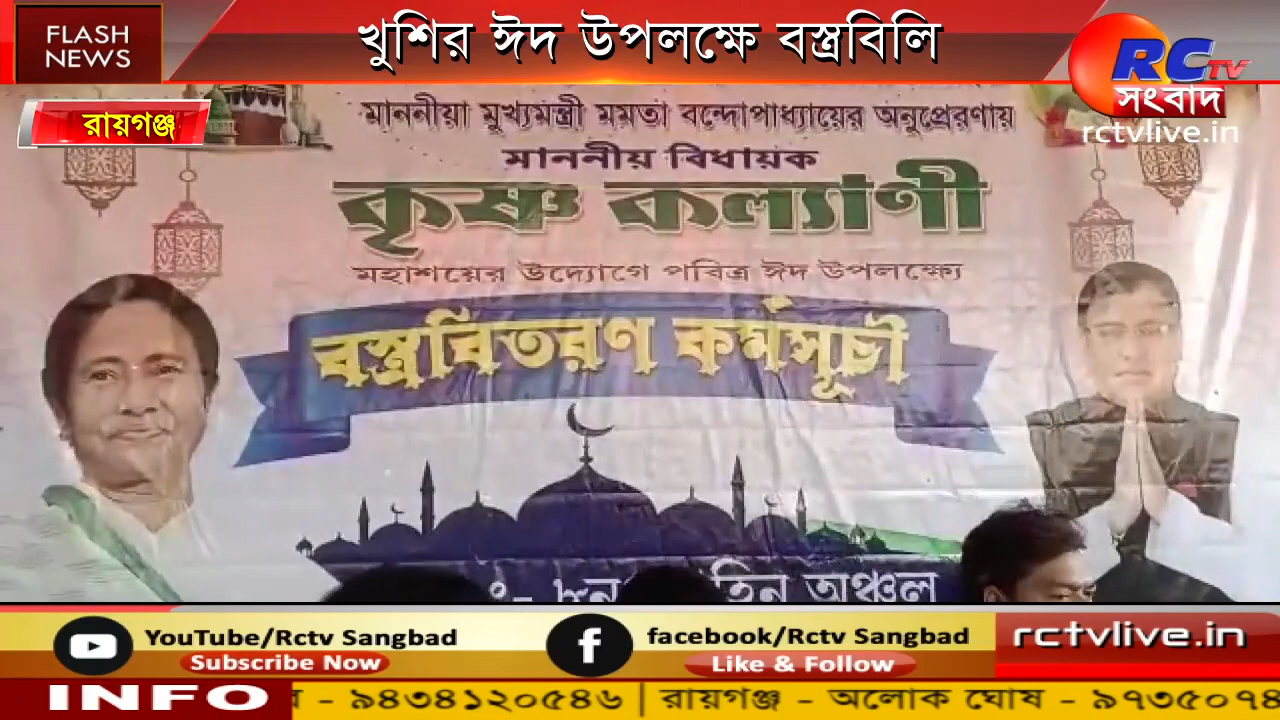 FLASH
NEWS
খুশির ঈদ উপলক্ষে বস্ত্রবিলি
RCTV
সংবাদ
rctvlive.in
রায়গঞ্জ
মাননীয়া মুখ্যমন্ত্রী মমতা বন্দোপাধ্যায়ের অনুপ্রেরণায়
মাননীয় বিধায়ক
কৃষ্ণ কল্যাণী
মহাশয়ের উদ্যোগে পবিত্র ঈদ উপলক্ষ্যে
বস্ত্রবিতরণ কর্মসূচী
অঞ্চল
YouTube/Rctv Sangbad
Subscribe Now
facebook/Rctv Sangbad
Like & Follow
rctvlive.in
INFO
- ৯৪৩৪১২০৫৪৬ | রায়গঞ্জ - অলোক ঘোষ - ৯৭৩৫০৭৪